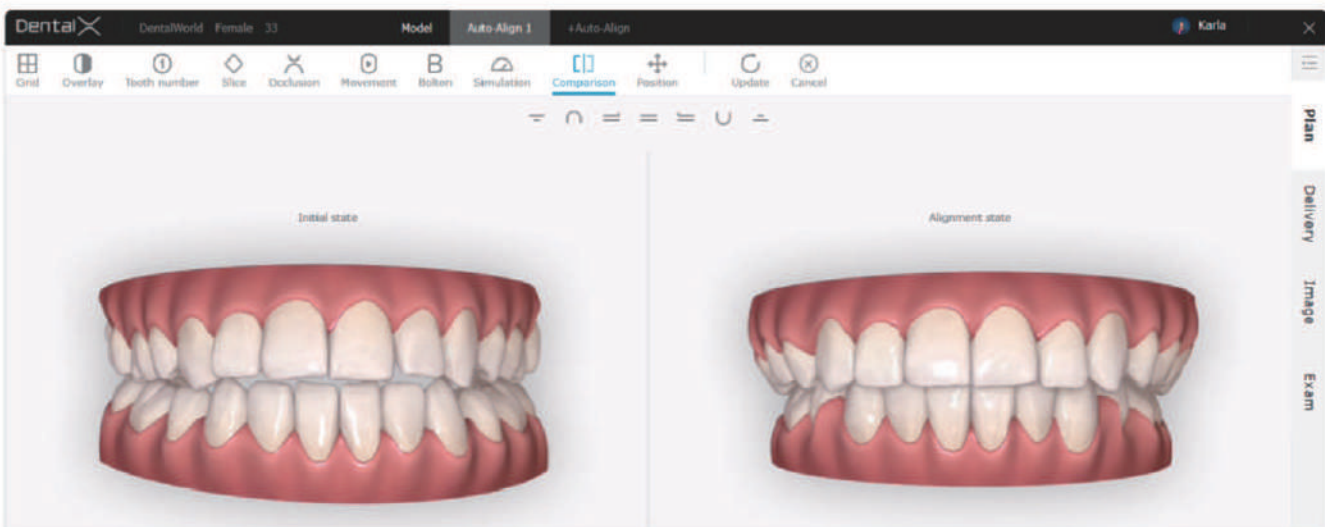 DentalX DentalWorld Female 33 Model Auto-Align 1 +Auto-Align Karla
Grid Overlay Tooth number Slice Occlusion Movement Bolton Simulation Comparison Position Update Cancel
Initial state Alignment state
Plan
Delivery
Image
Exam